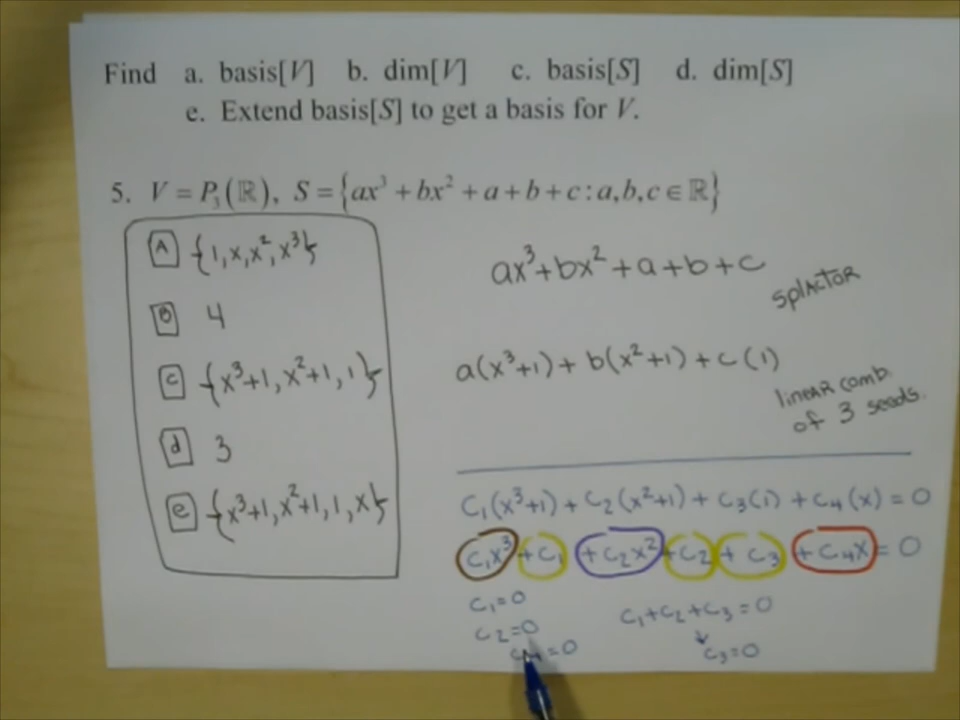 Find a. basis[V] b. dim[V] c. basis[S] d. dim[S]
e. Extend basis[S] to get a basis for V.
5. V = P₃(ℝ), S = {ax³ + bx² + a + b + c : a, b, c ∈ ℝ}
A {1, x, x², x³}
B 4
C {x³+1, x²+1, 1}
d 3
e {x³+1, x²+1, 1, x}
ax³+bx²+a+b+c
SplACTOR
a(x³+1) + b(x²+1) + c(1)
lineAR comb.
of 3 seeds.
C₁(x³+1) + C₂(x²+1) + C₃(1) + C₄(x) = 0
C₁x³ + C₁ + C₂x² + C₂ + C₃ + C₄x = 0
C₁=0
C₂=0
C₄=0
C₁+C₂+C₃=0
↓
C₃=0